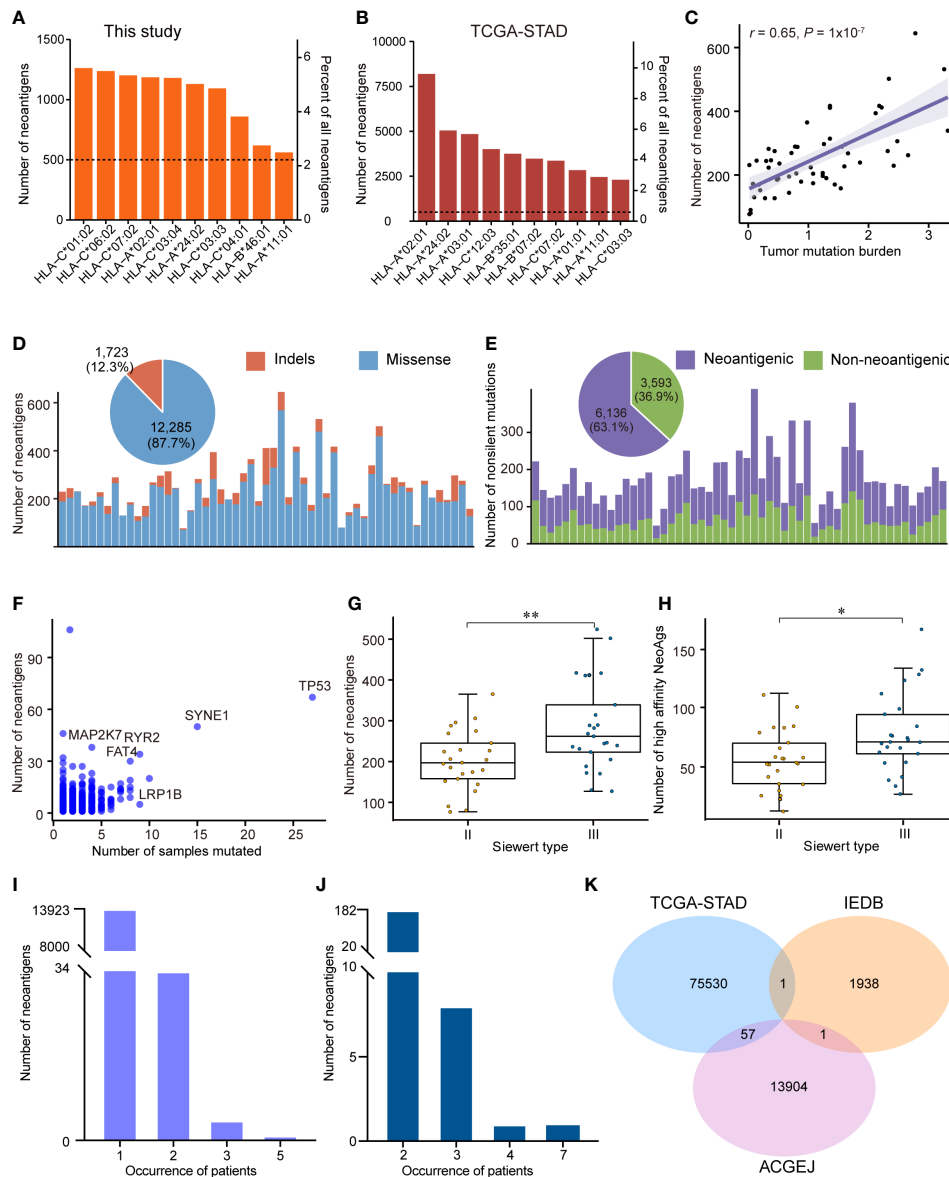 A
This study
Number of neoantigens
1500
1000
500
0
6
4
2
0
Percent of all neoantigens
HLA-C*01:02
HLA-C*06:02
HLA-C*07:02
HLA-A*02:01
HLA-C*03:04
HLA-A*24:02
HLA-C*03:03
HLA-C*04:01
HLA-B*46:01
HLA-A*11:01
B
TCGA-STAD
Number of neoantigens
10000
7500
5000
2500
0
10
8
6
4
2
0
Percent of all neoantigens
HLA-A*02:01
HLA-A*24:02
HLA-A*03:01
HLA-C*12:03
HLA-B*35:01
HLA-B*07:02
HLA-C*07:02
HLA-A*01:01
HLA-A*11:01
HLA-C*03:03
C
r = 0.65, P = 1x10-7
Number of neoantigens
600
400
200
0
1
2
3
Tumor mutation burden
D
1,723
(12.3%)
12,285
(87.7%)
Indels
Missense
Number of neoantigens
600
400
200
E
3,593
(36.9%)
6,136
(63.1%)
Neoantigenic
Non-neoantigenic
Number of nonsilent mutations
300
200
100
0
F
Number of neoantigens
90
60
30
0
TP53
SYNE1
MAP2K7
RYR2
FAT4
LRP1B
0
5
10
15
20
25
Number of samples mutated
G
**
Number of neoantigens
500
400
300
200
100
II
III
Siewert type
H
*
Number of high affinity NeoAgs
150
100
50
II
III
Siewert type
I
Number of neoantigens
13923
8000
34
0
1
2
3
5
Occurrence of patients
J
Number of neoantigens
182
20
10
5
0
2
3
4
7
Occurrence of patients
K
TCGA-STAD
IEDB
75530
1
1938
57
1
13904
ACGEJ